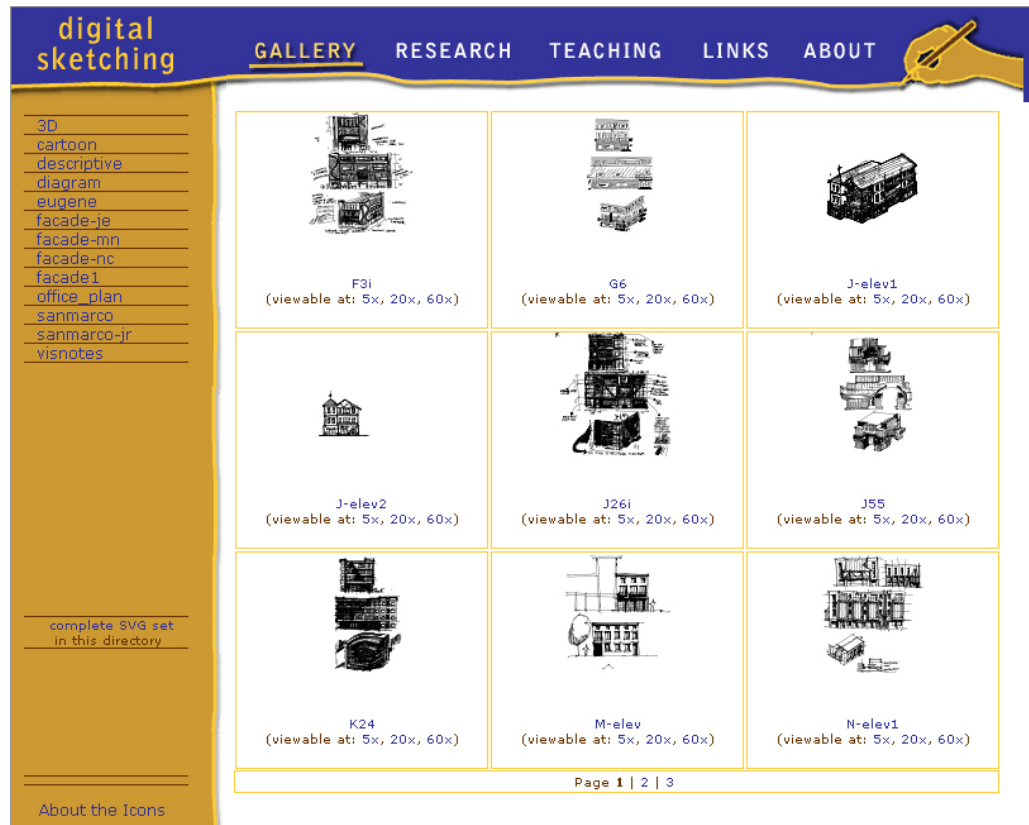 digital
sketching
GALLERY RESEARCH TEACHING LINKS ABOUT
3D
cartoon
descriptive
diagram
eugene
facade-je
facade-mn
facade-nc
facade1
office_plan
sanmarco
sanmarco-jr
visnotes
complete SVG set
in this directory
About the Icons
F3i
(viewable at: 5x, 20x, 60x)
G6
(viewable at: 5x, 20x, 60x)
J-elev1
(viewable at: 5x, 20x, 60x)
J-elev2
(viewable at: 5x, 20x, 60x)
J26i
(viewable at: 5x, 20x, 60x)
J55
(viewable at: 5x, 20x, 60x)
K24
(viewable at: 5x, 20x, 60x)
M-elev
(viewable at: 5x, 20x, 60x)
N-elev1
(viewable at: 5x, 20x, 60x)
Page 1 | 2 | 3